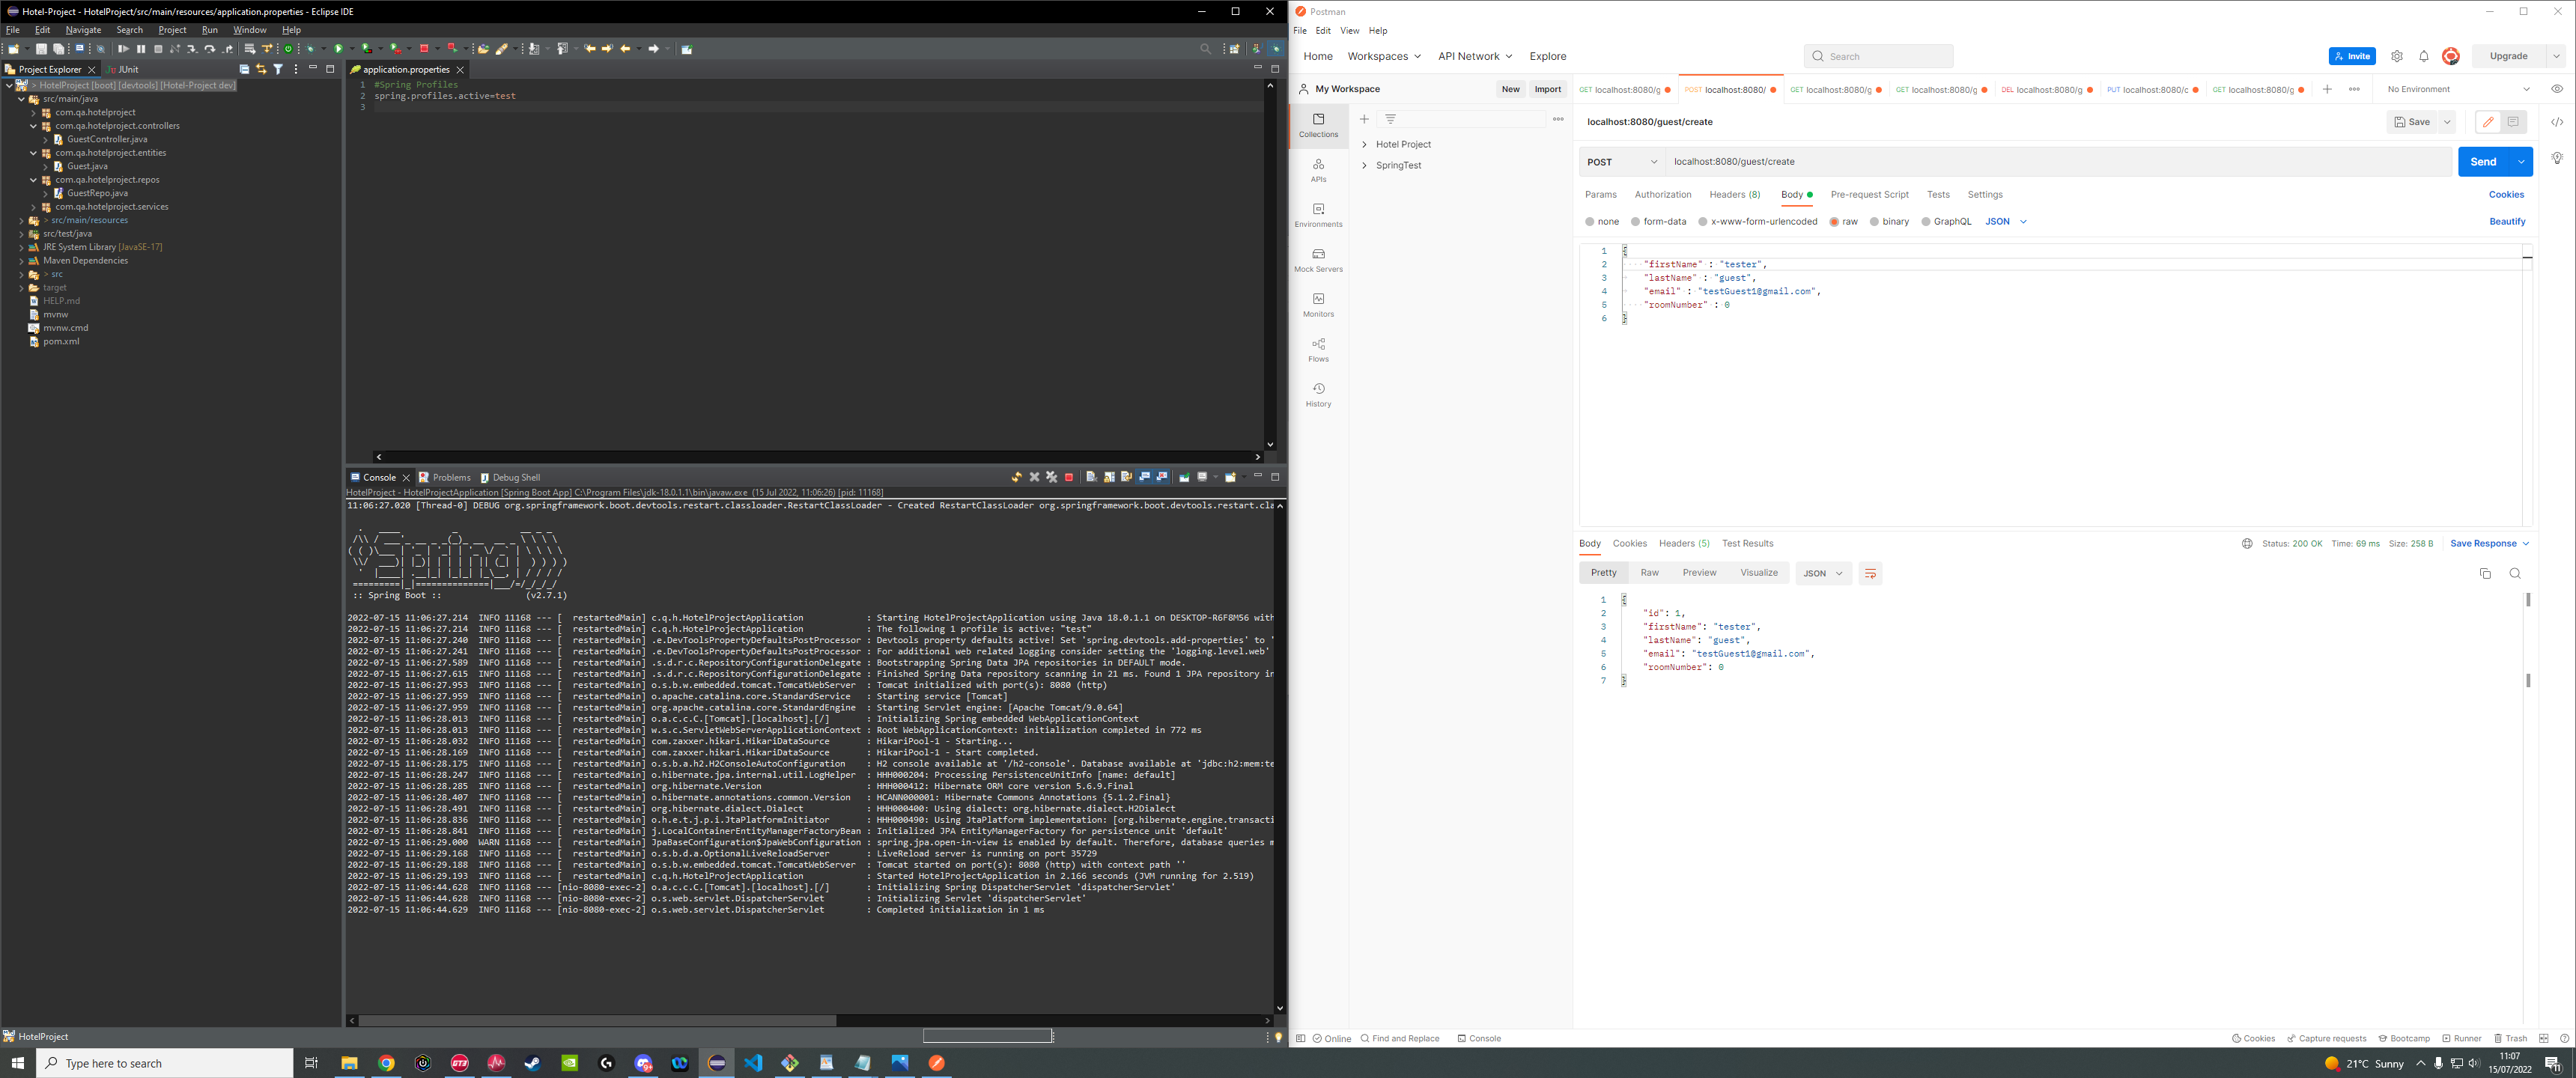 Hotel-Project - HotelProject/src/main/resources/application.properties - Eclipse IDE
File Edit Navigate Search Project Run Window Help
Project Explorer
JUnit
> HotelProject [boot] [devtools] [Hotel-Project dev]
src/main/java
com.qa.hotelproject
com.qa.hotelproject.controllers
GuestController.java
com.qa.hotelproject.entities
Guest.java
com.qa.hotelproject.repos
GuestRepo.java
com.qa.hotelproject.services
> src/main/resources
src/test/java
JRE System Library [JavaSE-17]
Maven Dependencies
> src
target
HELP.md
mvnw
mvnw.cmd
pom.xml
application.properties
1 #Spring Profiles
2 spring.profiles.active=test
3
Console Problems Debug Shell
HotelProject - HotelProjectApplication [Spring Boot App] C:\Program Files\jdk-18.0.1.1\bin\javaw.exe (15 Jul 2022, 11:06:26) [pid: 11168]
11:06:27.020 [Thread-0] DEBUG org.springframework.boot.devtools.restart.classloader.RestartClassLoader - Created RestartClassLoader org.springframework.boot.devtools.restart.cla
:: Spring Boot :: (v2.7.1)
2022-07-15 11:06:27.214 INFO 11168 --- [ restartedMain] c.q.h.HotelProjectApplication : Starting HotelProjectApplication using Java 18.0.1.1 on DESKTOP-R6F8M56 with
2022-07-15 11:06:27.214 INFO 11168 --- [ restartedMain] c.q.h.HotelProjectApplication : The following 1 profile is active: "test"
2022-07-15 11:06:27.240 INFO 11168 --- [ restartedMain] .e.DevToolsPropertyDefaultsPostProcessor : Devtools property defaults active! Set 'spring.devtools.add-properties' to '
2022-07-15 11:06:27.241 INFO 11168 --- [ restartedMain] .e.DevToolsPropertyDefaultsPostProcessor : For additional web related logging consider setting the 'logging.level.web'
2022-07-15 11:06:27.589 INFO 11168 --- [ restartedMain] .s.d.r.c.RepositoryConfigurationDelegate : Bootstrapping Spring Data JPA repositories in DEFAULT mode.
2022-07-15 11:06:27.615 INFO 11168 --- [ restartedMain] .s.d.r.c.RepositoryConfigurationDelegate : Finished Spring Data repository scanning in 21 ms. Found 1 JPA repository in
2022-07-15 11:06:27.953 INFO 11168 --- [ restartedMain] o.s.b.w.embedded.tomcat.TomcatWebServer : Tomcat initialized with port(s): 8080 (http)
2022-07-15 11:06:27.959 INFO 11168 --- [ restartedMain] o.apache.catalina.core.StandardService : Starting service [Tomcat]
2022-07-15 11:06:27.959 INFO 11168 --- [ restartedMain] org.apache.catalina.core.StandardEngine : Starting Servlet engine: [Apache Tomcat/9.0.64]
2022-07-15 11:06:28.013 INFO 11168 --- [ restartedMain] o.a.c.c.C.[Tomcat].[localhost].[/] : Initializing Spring embedded WebApplicationContext
2022-07-15 11:06:28.013 INFO 11168 --- [ restartedMain] w.s.c.ServletWebServerApplicationContext : Root WebApplicationContext: initialization completed in 772 ms
2022-07-15 11:06:28.032 INFO 11168 --- [ restartedMain] com.zaxxer.hikari.HikariDataSource : HikariPool-1 - Starting...
2022-07-15 11:06:28.169 INFO 11168 --- [ restartedMain] com.zaxxer.hikari.HikariDataSource : HikariPool-1 - Start completed.
2022-07-15 11:06:28.175 INFO 11168 --- [ restartedMain] o.s.b.a.h2.H2ConsoleAutoConfiguration : H2 console available at '/h2-console'. Database available at 'jdbc:h2:mem:te
2022-07-15 11:06:28.247 INFO 11168 --- [ restartedMain] o.hibernate.jpa.internal.util.LogHelper : HHH000204: Processing PersistenceUnitInfo [name: default]
2022-07-15 11:06:28.285 INFO 11168 --- [ restartedMain] org.hibernate.Version : HHH000412: Hibernate ORM core version 5.6.9.Final
2022-07-15 11:06:28.407 INFO 11168 --- [ restartedMain] o.hibernate.annotations.common.Version : HCANN000001: Hibernate Commons Annotations {5.1.2.Final}
2022-07-15 11:06:28.491 INFO 11168 --- [ restartedMain] org.hibernate.dialect.Dialect : HHH000400: Using dialect: org.hibernate.dialect.H2Dialect
2022-07-15 11:06:28.836 INFO 11168 --- [ restartedMain] o.h.e.t.j.p.i.JtaPlatformInitiator : HHH000490: Using JtaPlatform implementation: [org.hibernate.engine.transacti
2022-07-15 11:06:28.841 INFO 11168 --- [ restartedMain] j.LocalContainerEntityManagerFactoryBean : Initialized JPA EntityManagerFactory for persistence unit 'default'
2022-07-15 11:06:29.000 WARN 11168 --- [ restartedMain] JpaBaseConfiguration$JpaWebConfiguration : spring.jpa.open-in-view is enabled by default. Therefore, database queries m
2022-07-15 11:06:29.168 INFO 11168 --- [ restartedMain] o.s.b.d.a.OptionalLiveReloadServer : LiveReload server is running on port 35729
2022-07-15 11:06:29.188 INFO 11168 --- [ restartedMain] o.s.b.w.embedded.tomcat.TomcatWebServer : Tomcat started on port(s): 8080 (http) with context path ''
2022-07-15 11:06:29.193 INFO 11168 --- [ restartedMain] c.q.h.HotelProjectApplication : Started HotelProjectApplication in 2.166 seconds (JVM running for 2.519)
2022-07-15 11:06:44.628 INFO 11168 --- [nio-8080-exec-2] o.a.c.c.C.[Tomcat].[localhost].[/] : Initializing Spring DispatcherServlet 'dispatcherServlet'
2022-07-15 11:06:44.628 INFO 11168 --- [nio-8080-exec-2] o.s.web.servlet.DispatcherServlet : Initializing Servlet 'dispatcherServlet'
2022-07-15 11:06:44.629 INFO 11168 --- [nio-8080-exec-2] o.s.web.servlet.DispatcherServlet : Completed initialization in 1 ms
HotelProject
Postman
File Edit View Help
Home Workspaces API Network Explore
Search
Invite
Upgrade
My Workspace New Import
GET localhost:8080/g POST localhost:8080/ GET localhost:8080/g GET localhost:8080/g DEL localhost:8080/g PUT localhost:8080/c GET localhost:8080/g
No Environment
Collections
APIs
Environments
Mock Servers
Monitors
Flows
History
Hotel Project
SpringTest
localhost:8080/guest/create
Save
POST localhost:8080/guest/create Send
Params Authorization Headers (8) Body Pre-request Script Tests Settings Cookies
none form-data x-www-form-urlencoded raw binary GraphQL JSON Beautify
1 {
2 "firstName" : "tester",
3 "lastName" : "guest",
4 "email" : "testGuest1@gmail.com",
5 "roomNumber" : 0
6 }
Body Cookies Headers (5) Test Results
Status: 200 OK Time: 69 ms Size: 258 B Save Response
Pretty Raw Preview Visualize JSON
1 {
2 "id": 1,
3 "firstName": "tester",
4 "lastName": "guest",
5 "email": "testGuest1@gmail.com",
6 "roomNumber": 0
7 }
Online Find and Replace Console
Cookies Capture requests Bootcamp Runner Trash
Type here to search
21°C Sunny
11:07
15/07/2022